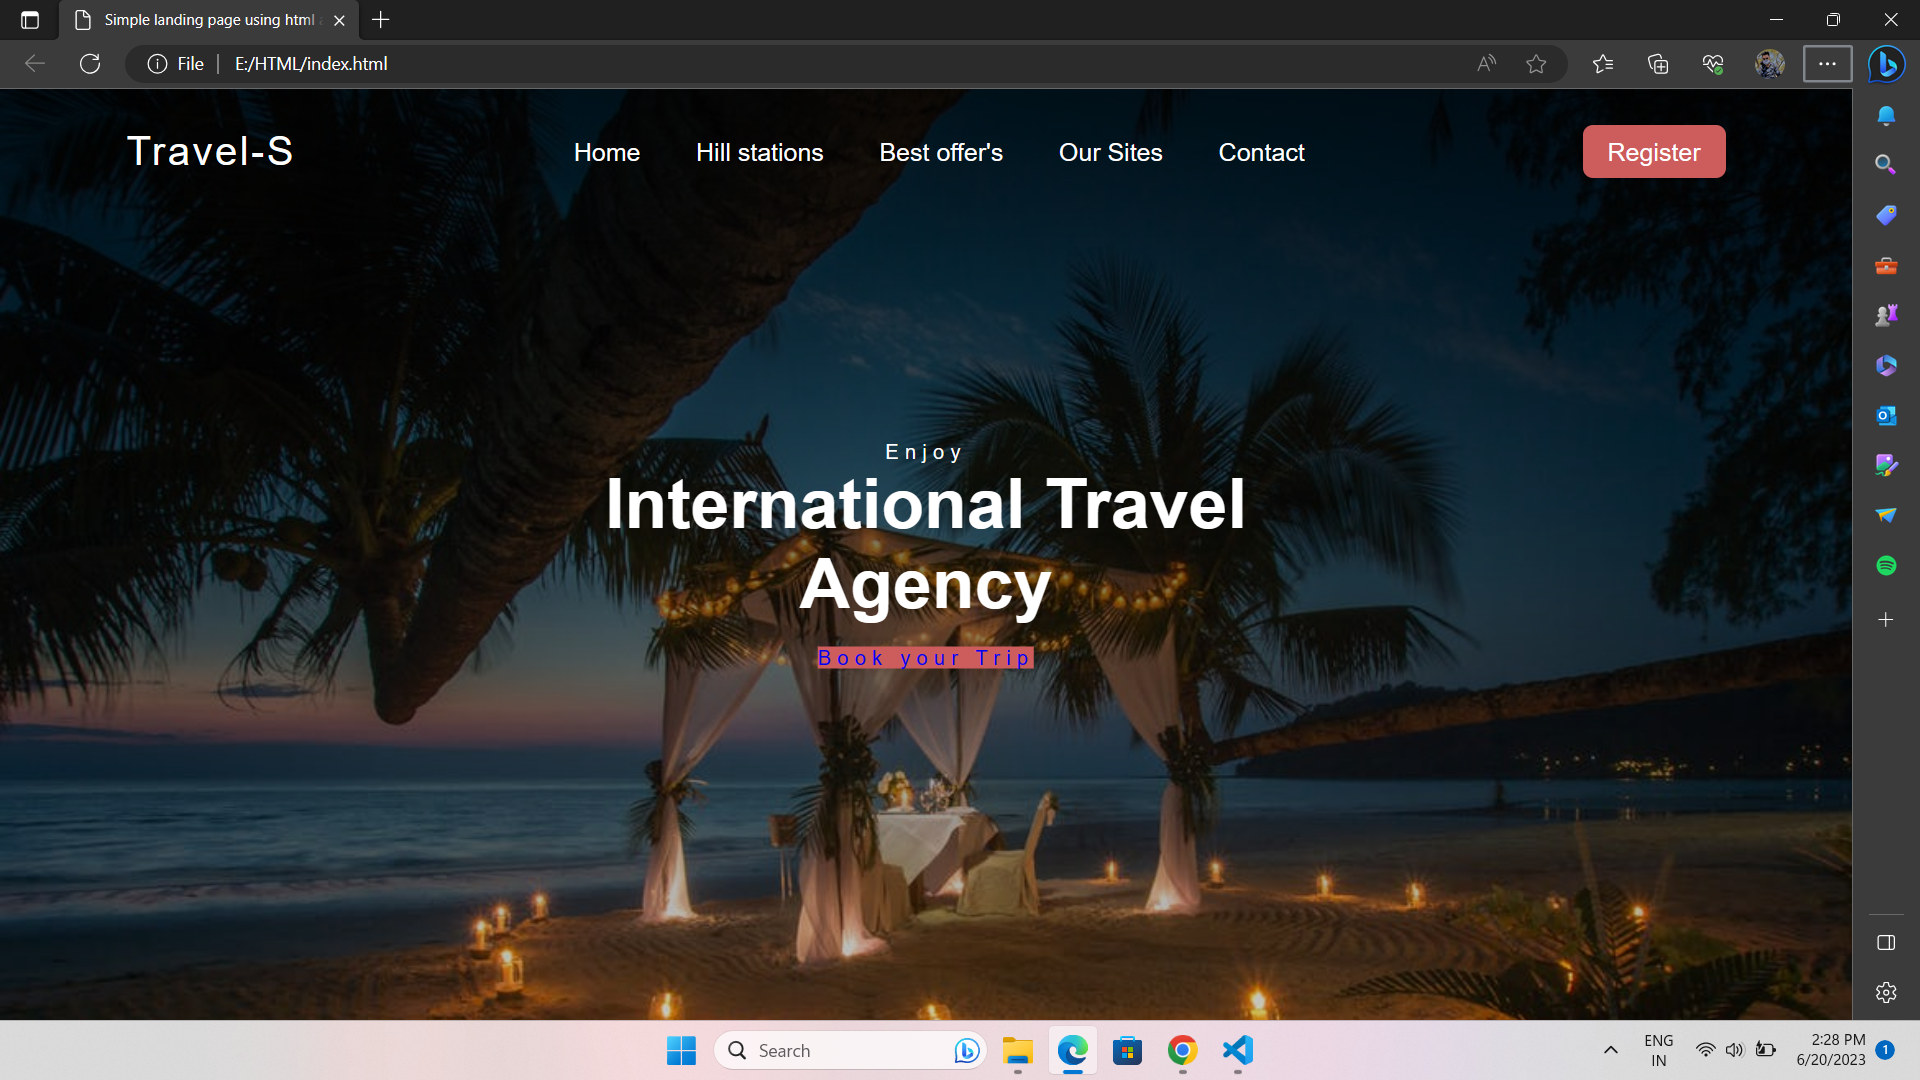 Simple landing page using html
File
E:/HTML/index.html
Travel-S
Home
Hill stations
Best offer's
Our Sites
Contact
Register
Enjoy
International Travel
Agency
Book your Trip
Search
ENG
IN
2:28 PM
6/20/2023
1